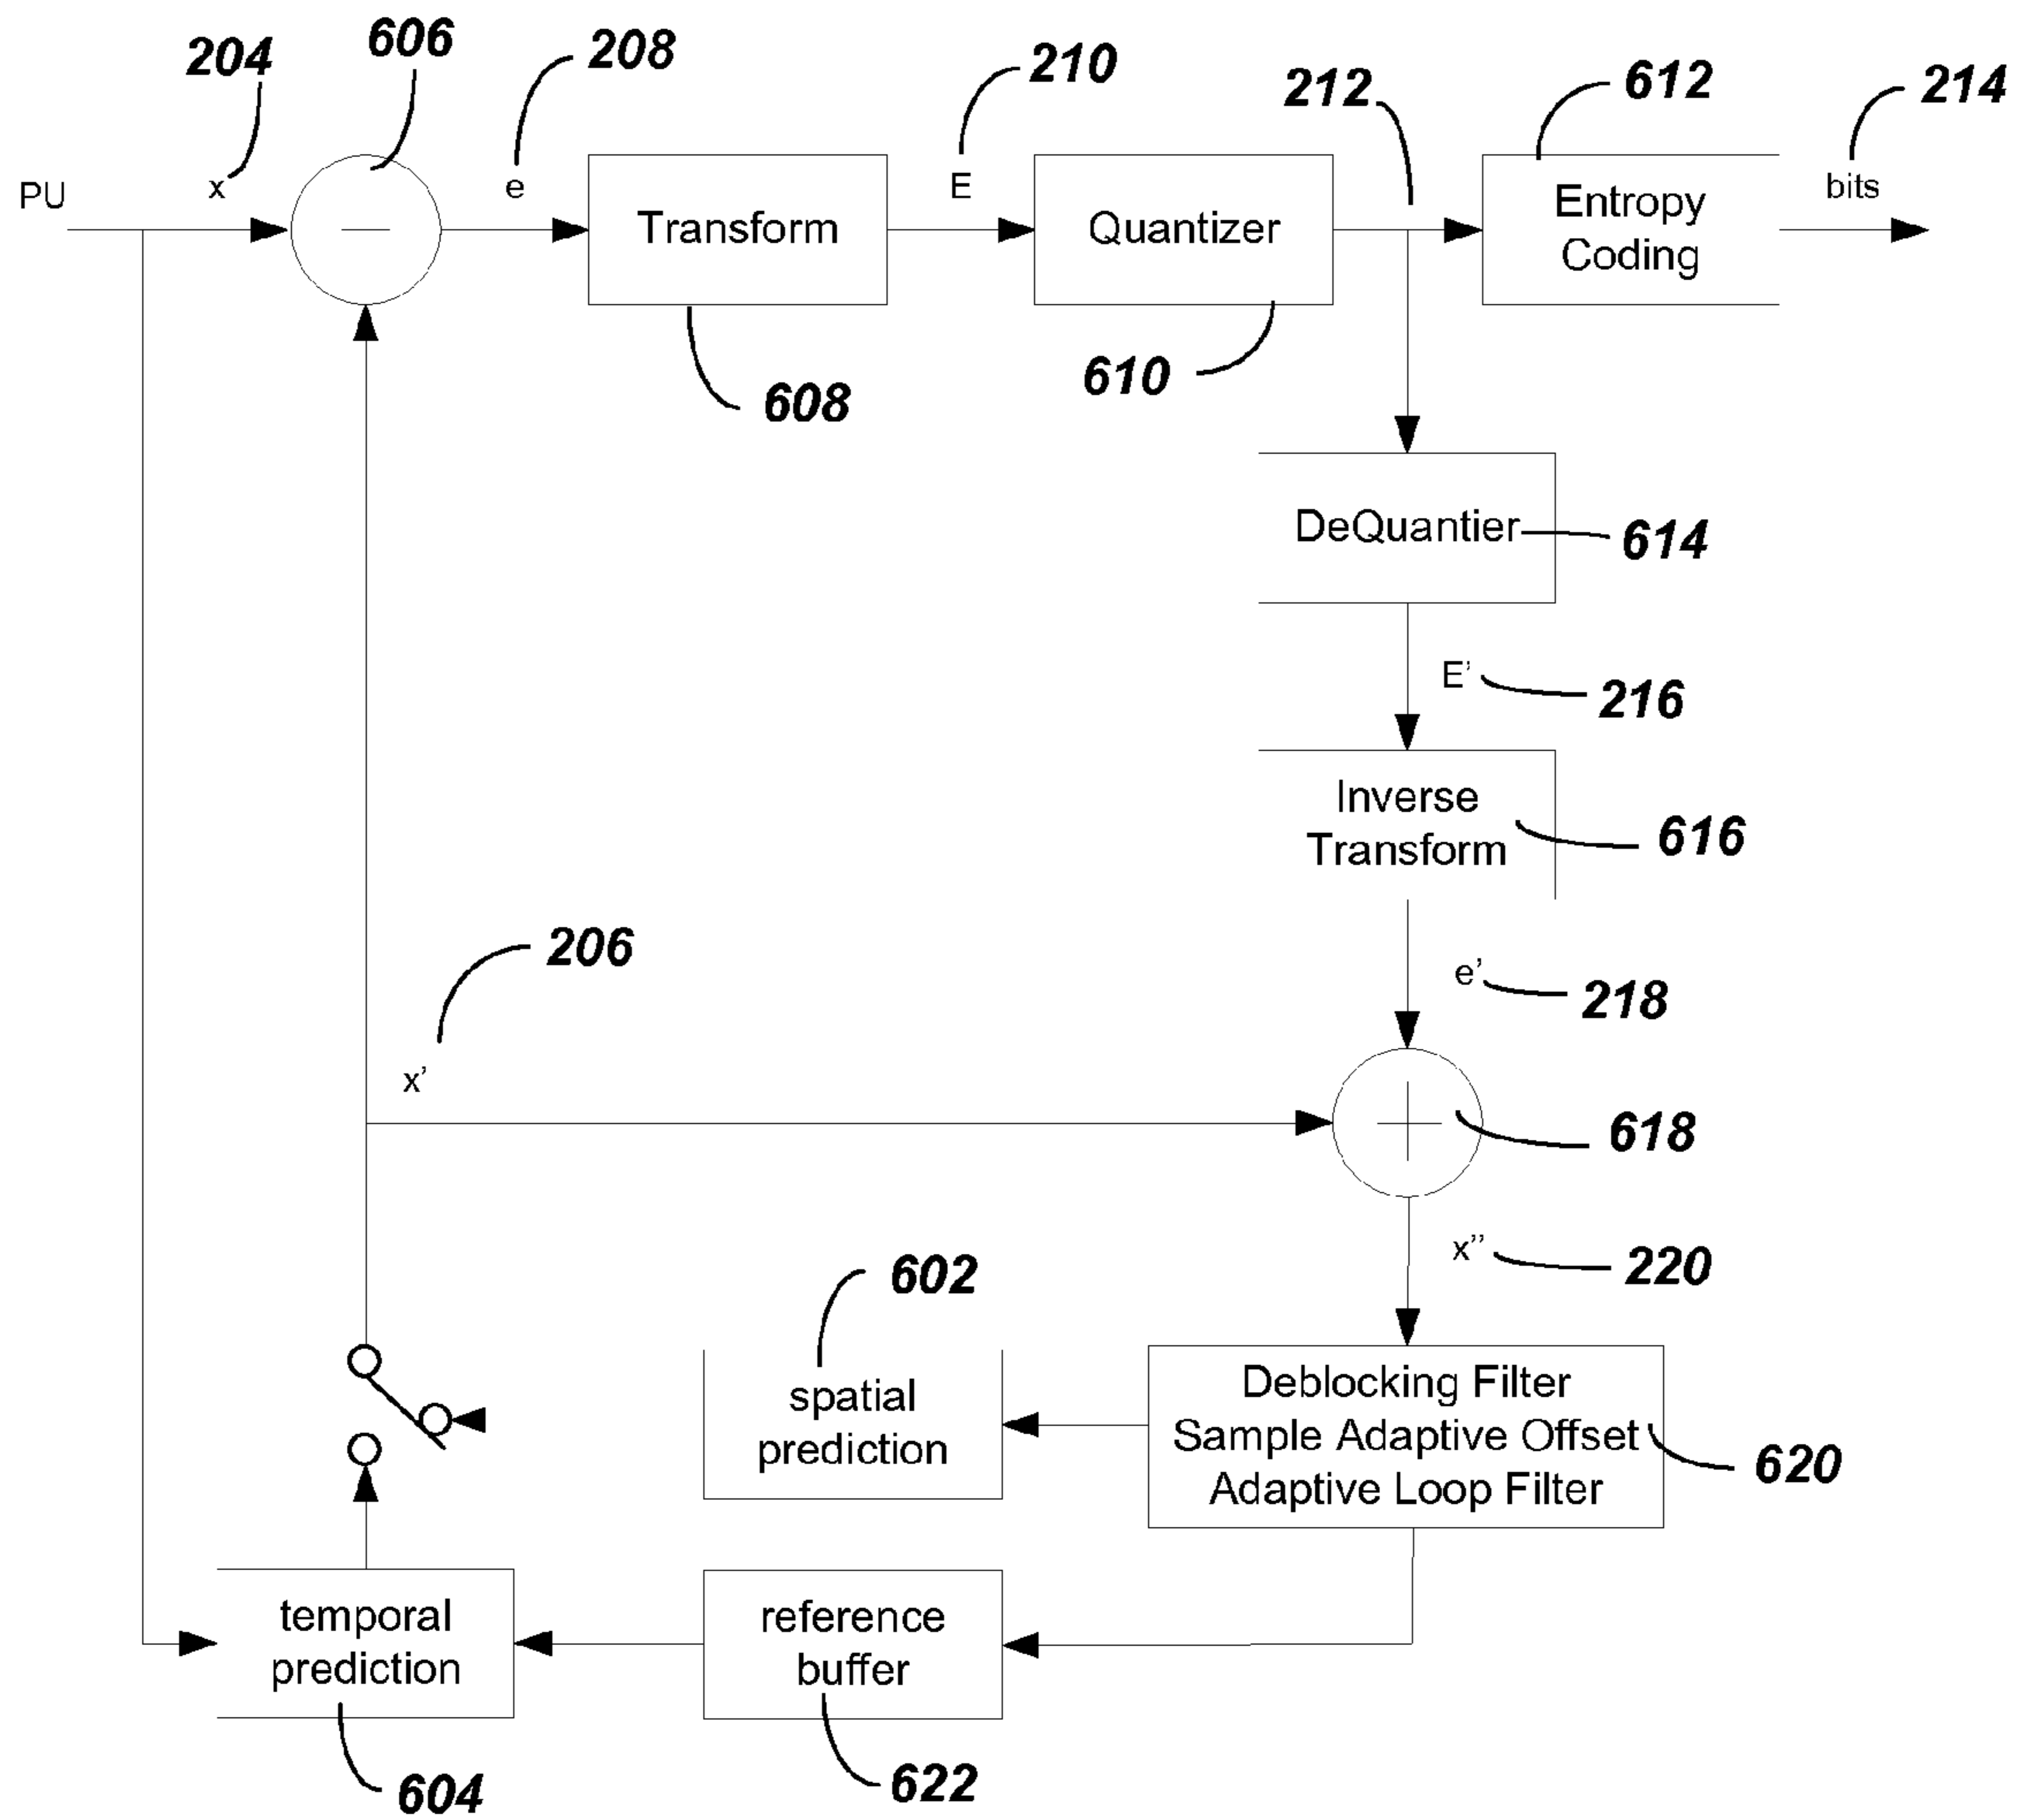 204
606
208
210
212
612
214
PU
x
e
E
bits
Transform
Quantizer
Entropy
Coding
608
610
DeQuantier
614
E'
216
Inverse
Transform
616
206
e'
218
x'
618
x''
220
602
spatial
prediction
Deblocking Filter
Sample Adaptive Offset
Adaptive Loop Filter
620
temporal
prediction
reference
buffer
604
622